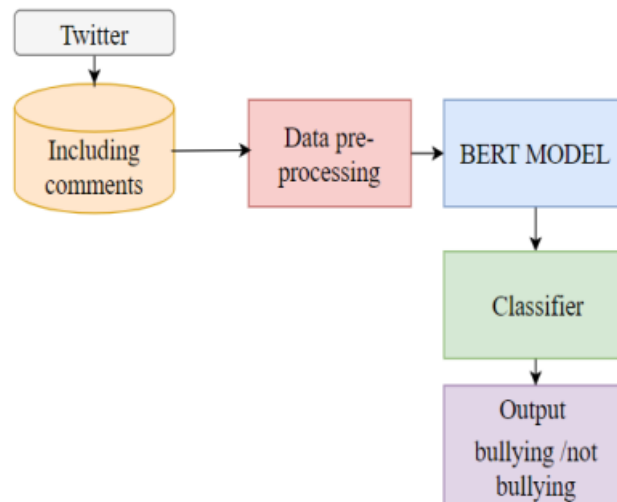 Twitter
Including
comments
Data pre-
processing
BERT MODEL
Classifier
Output
bullying /not
bullying